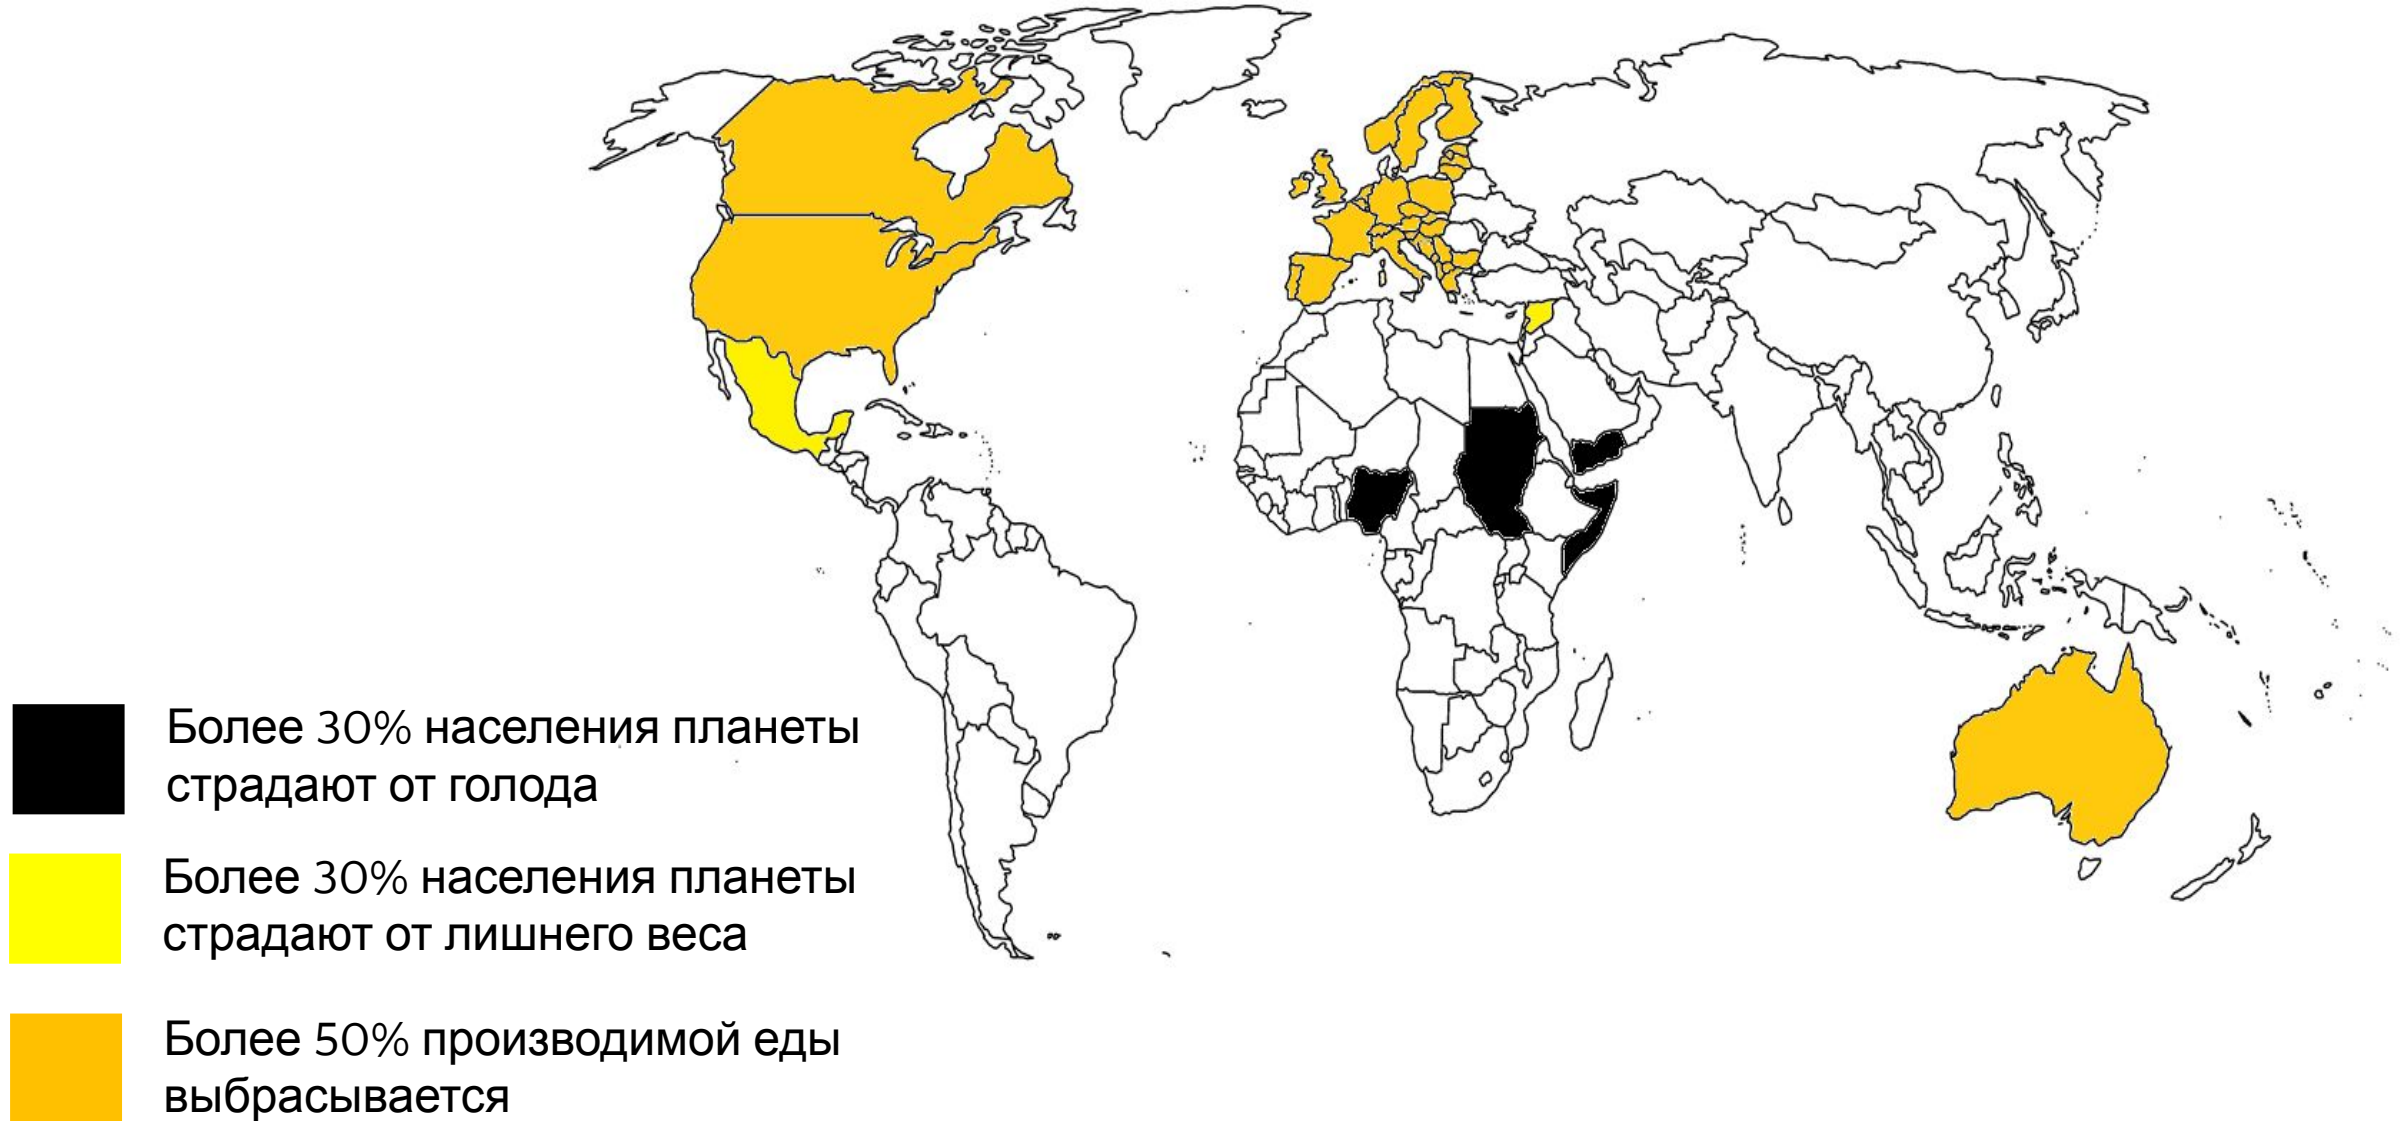 Более 30% населения планеты
страдают от голода
Более 30% населения планеты
страдают от лишнего веса
Более 50% производимой еды
выбрасывается